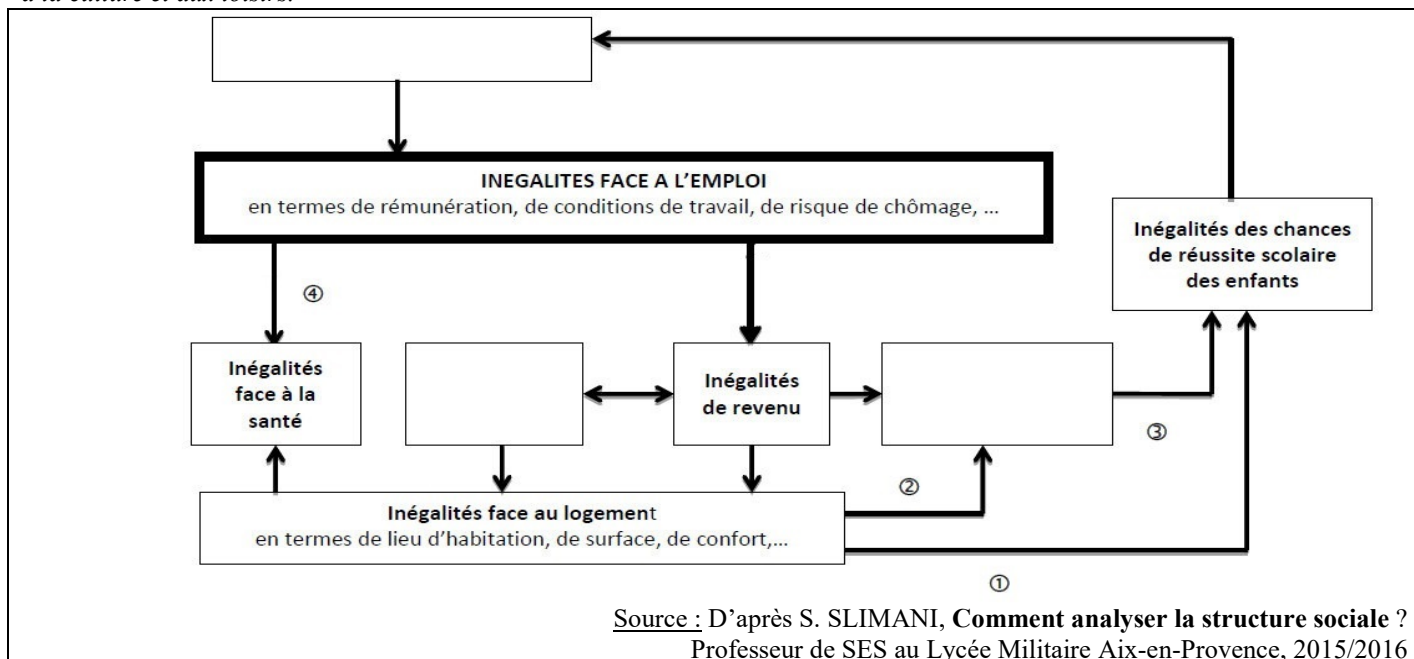 à la culture et aux loisirs.
INEGALITES FACE A L'EMPLOI
en termes de rémunération, de conditions de travail, de risque de chômage, ...
Inégalités des chances
de réussite scolaire
des enfants
④
Inégalités
face à la
santé
Inégalités
de revenu
③
②
Inégalités face au logement
en termes de lieu d'habitation, de surface, de confort,...
①
Source : D'après S. SLIMANI, Comment analyser la structure sociale ?
Professeur de SES au Lycée Militaire Aix-en-Provence, 2015/2016